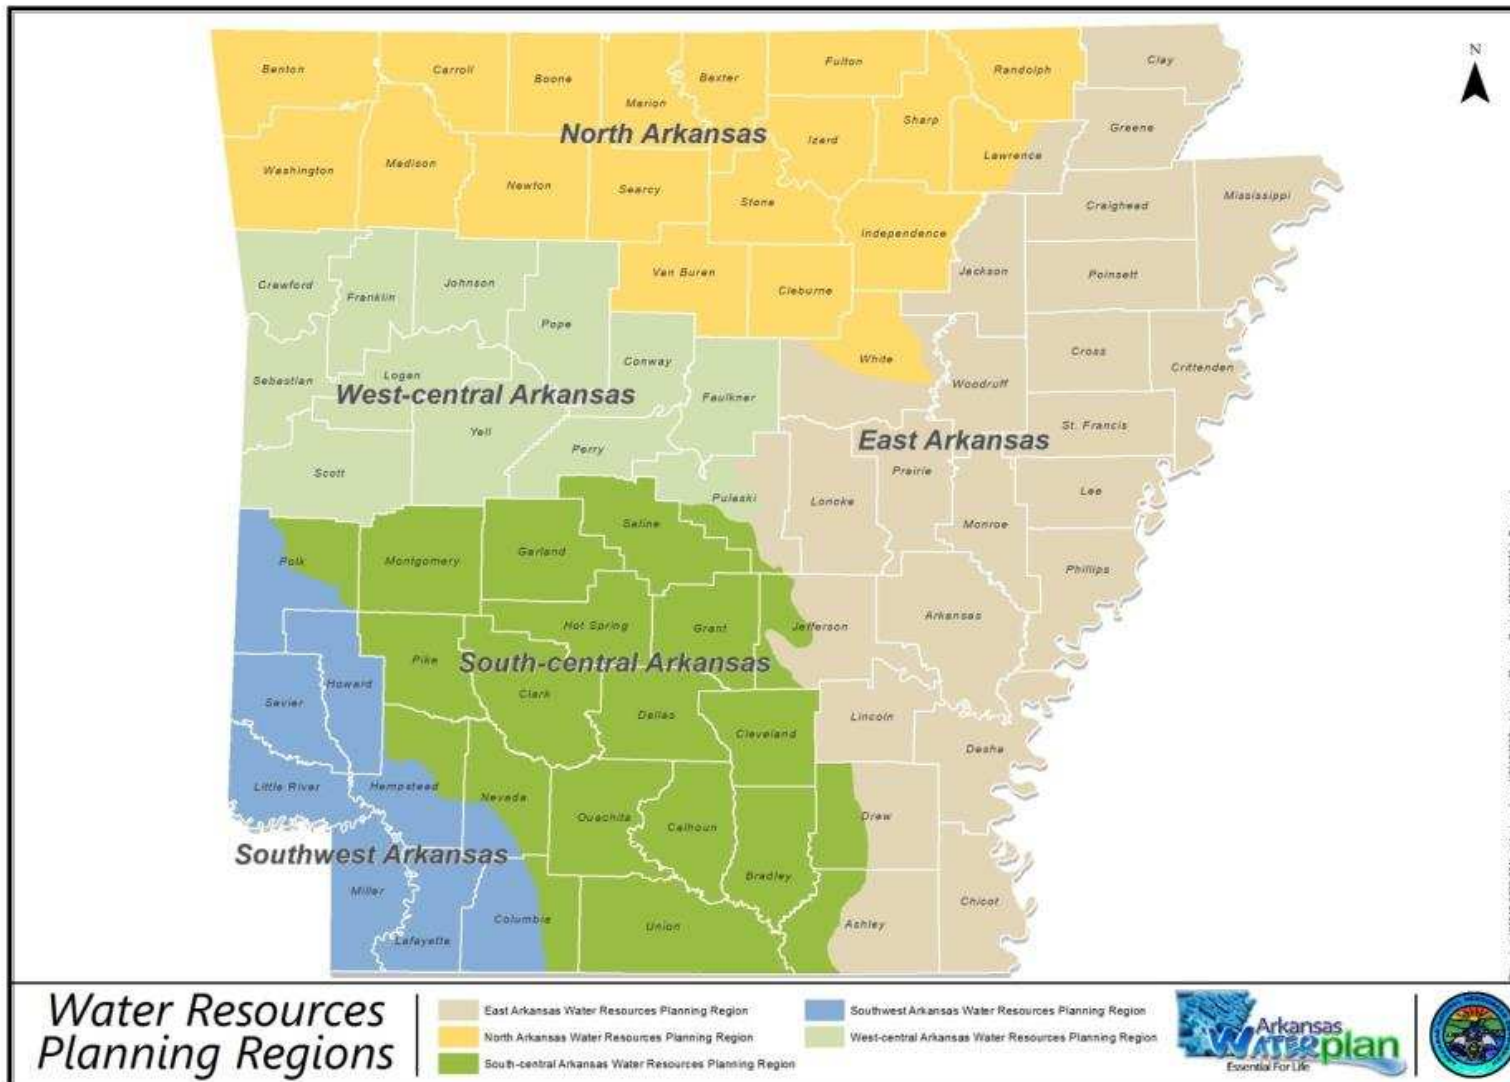 N
Benton
Carroll
Boone
Marion
Baxter
Fulton
Randolph
Clay
North Arkansas
Sharp
Izard
Lawrence
Greene
Washington
Madison
Newton
Searcy
Stone
Independence
Craighead
Mississippi
Van Buren
Cleburne
Jackson
Poinsett
Crawford
Franklin
Johnson
Pope
Conway
White
Woodruff
Cross
Crittenden
Sebastian
Logan
West-central Arkansas
Faulkner
Yell
Perry
Scott
East Arkansas
St. Francis
Prairie
Lee
Pulaski
Lonoke
Monroe
Phillips
Saline
Garland
Montgomery
Polk
Hot Spring
Grant
Jefferson
Arkansas
Pike
South-central Arkansas
Howard
Sevier
Clark
Dallas
Cleveland
Lincoln
Desha
Little River
Hempstead
Nevada
Ouachita
Calhoun
Drew
Southwest Arkansas
Miller
Bradley
Chicot
Lafayette
Columbia
Union
Ashley
Water Resources
Planning Regions
East Arkansas Water Resources Planning Region
North Arkansas Water Resources Planning Region
South-central Arkansas Water Resources Planning Region
Southwest Arkansas Water Resources Planning Region
West-central Arkansas Water Resources Planning Region
Arkansas
WATERplan
Essential For Life